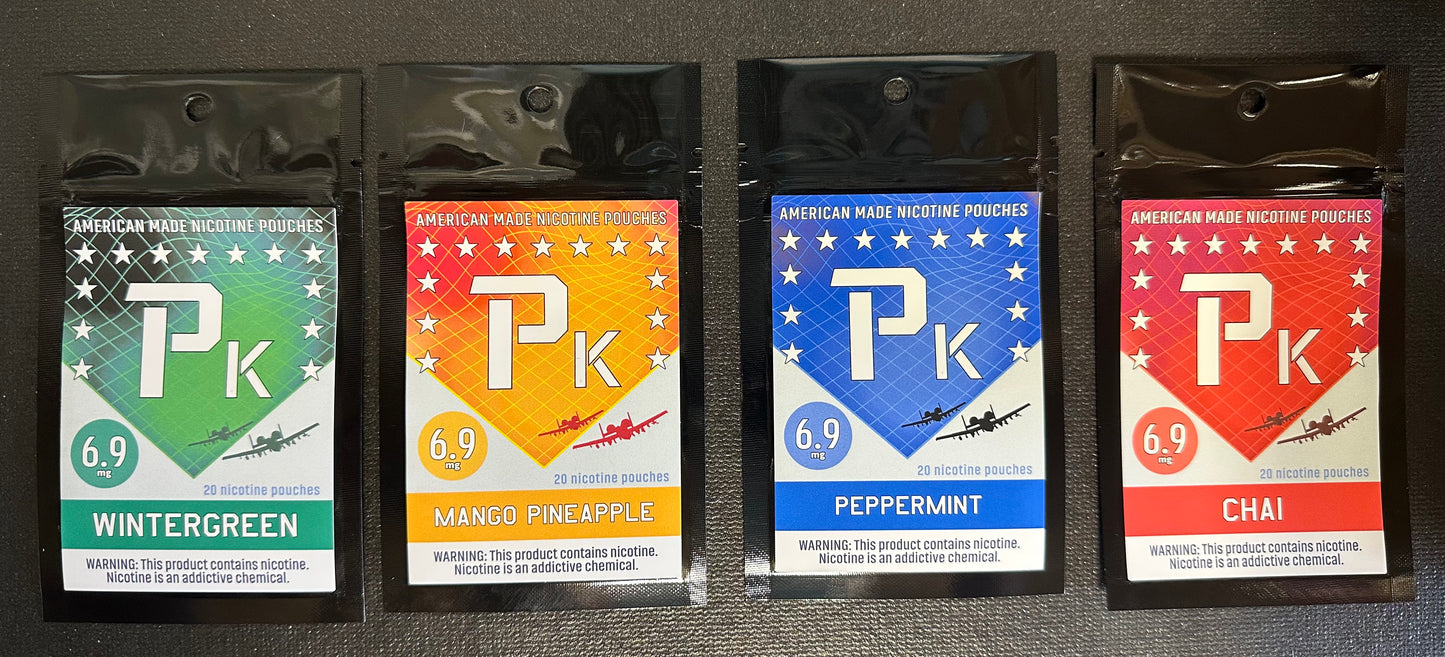 AMERICAN MADE NICOTINE POUCHES
PK
6.9
mg
20 nicotine pouches
WINTERGREEN
WARNING: This product contains nicotine.
Nicotine is an addictive chemical.
AMERICAN MADE NICOTINE POUCHES
PK
6.9
mg
20 nicotine pouches
MANGO PINEAPPLE
WARNING: This product contains nicotine.
Nicotine is an addictive chemical.
AMERICAN MADE NICOTINE POUCHES
PK
6.9
mg
20 nicotine pouches
PEPPERMINT
WARNING: This product contains nicotine.
Nicotine is an addictive chemical.
AMERICAN MADE NICOTINE POUCHES
PK
6.9
mg
20 nicotine pouches
CHAI
WARNING: This product contains nicotine.
Nicotine is an addictive chemical.